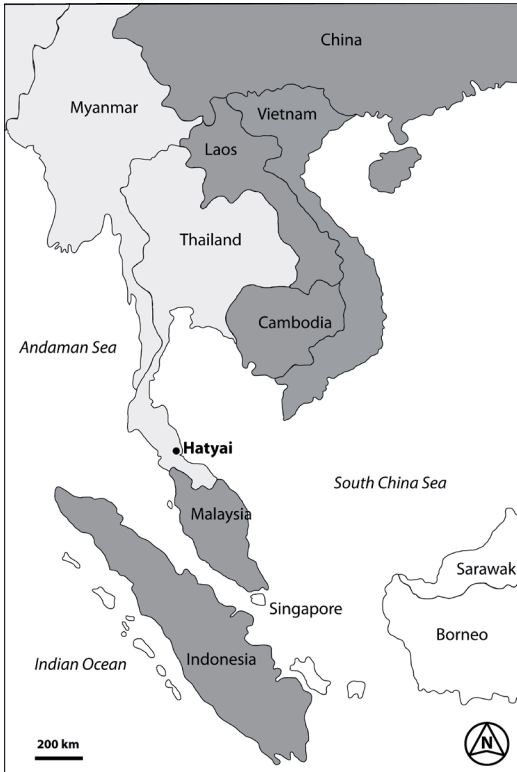 China
Myanmar
Vietnam
Laos
Thailand
Cambodia
Andaman Sea
Hatyai
South China Sea
Malaysia
Sarawak
Singapore
Borneo
Indonesia
Indian Ocean
200 km
N